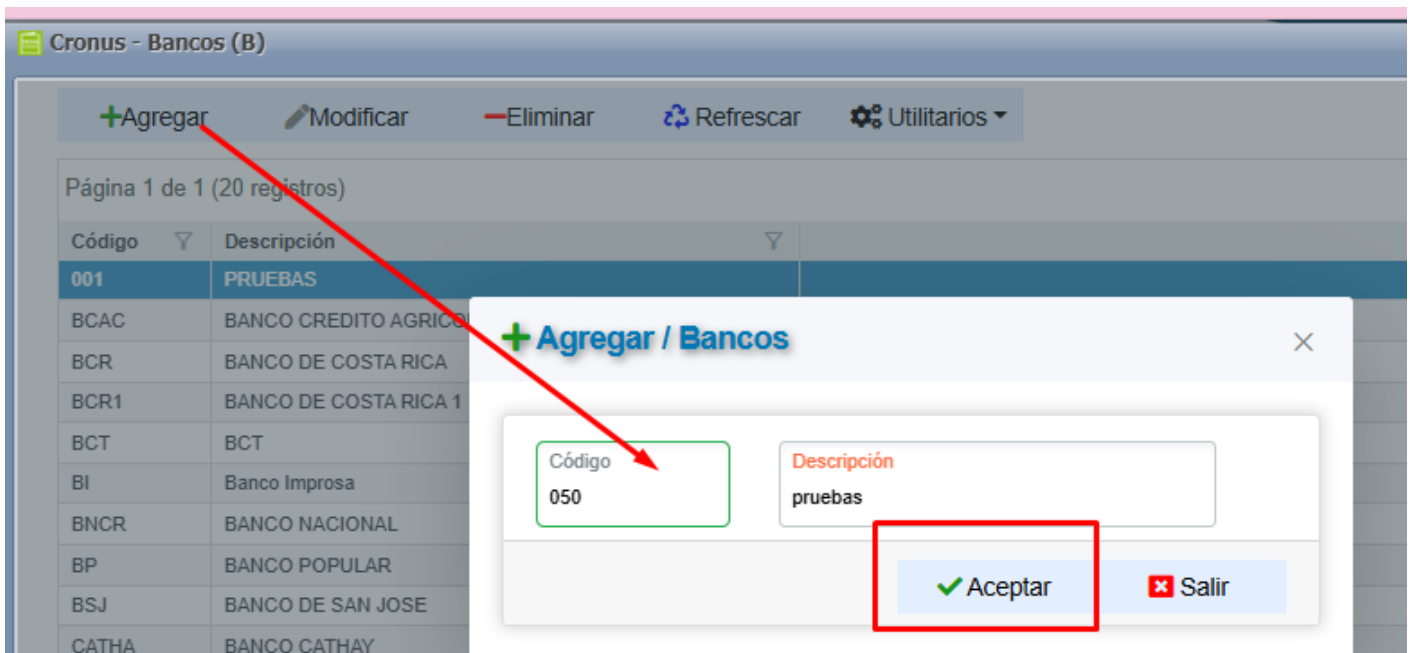 Cronus - Bancos (B)
Agregar Modificar Eliminar Refrescar Utilitarios
Página 1 de 1 (20 registros)
Código Descripción
001 PRUEBAS
BCAC BANCO CREDITO
BCR BANCO DE COSTA RICA
BCR1 BANCO DE COSTA RICA 1
BCT BCT
BI Banco Improsa
BNCR BANCO NACIONAL
BP BANCO POPULAR
BSJ BANCO DE SAN JOSE
CATHA BANCO CATHAY
Agregar / Bancos
Código Descripción
050 pruebas
Aceptar Salir